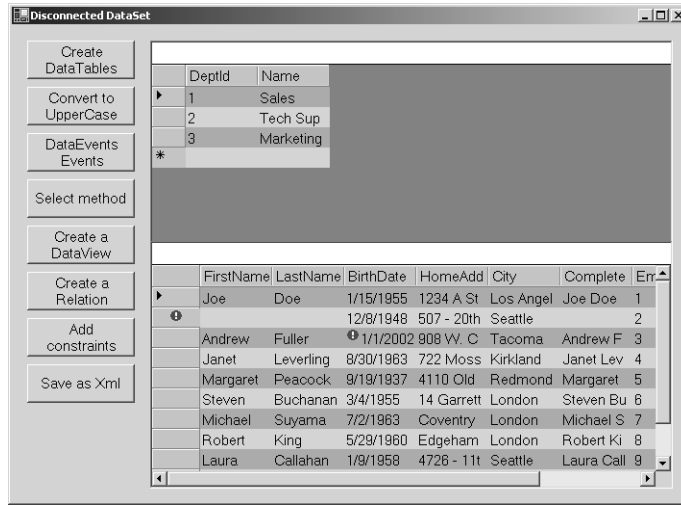 Disconnected DataSet
Create
DataTables
Convert to
UpperCase
DataEvents
Events
Select method
Create a
DataView
Create a
Relation
Add
constraints
Save as Xml
DeptId Name
1 Sales
2 Tech Sup
3 Marketing
*
FirstName LastName BirthDate HomeAdd City Complete Em
Joe Doe 1/15/1955 1234 A St Los Angel Joe Doe 1
12/8/1948 507 - 20th Seattle 2
Andrew Fuller 1/1/2002 908 W. C Tacoma Andrew F 3
Janet Leverling 8/30/1963 722 Moss Kirkland Janet Lev 4
Margaret Peacock 9/19/1937 4110 Old Redmond Margaret 5
Steven Buchanan 3/4/1955 14 Garrett London Steven Bu 6
Michael Suyama 7/2/1963 Coventry London Michael S 7
Robert King 5/29/1960 Edgeham London Robert Ki 8
Laura Callahan 1/9/1958 4726 - 11t Seattle Laura Call 9